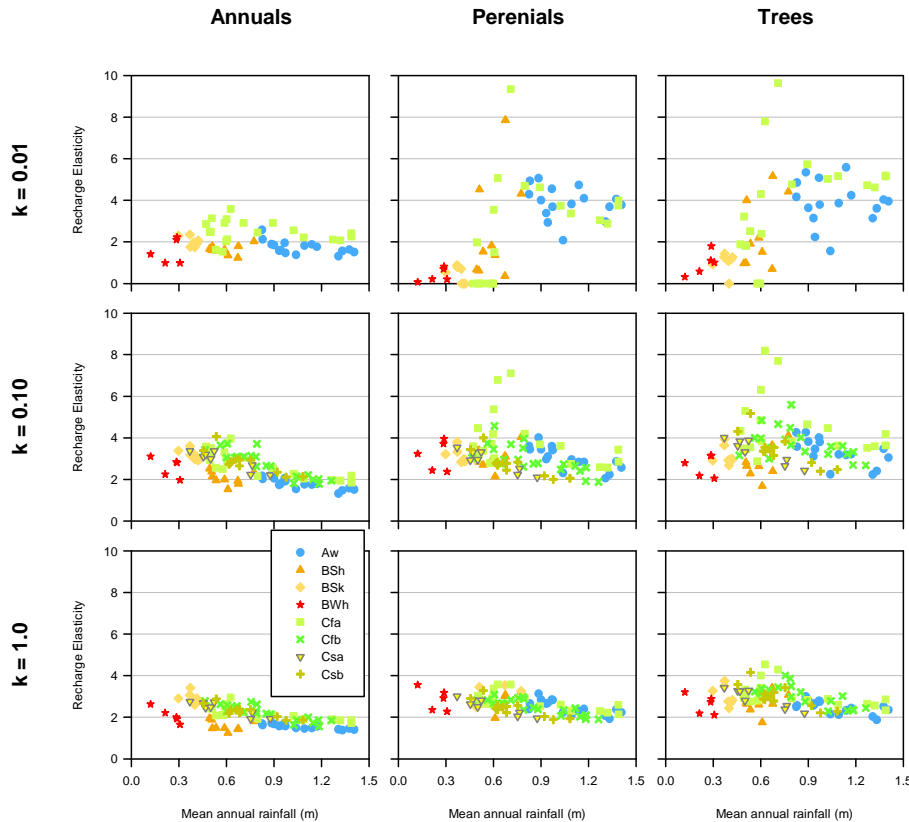 Annuals Perenials Trees
k = 0.01
Recharge Elasticity
10
8
6
4
2
0
k = 0.10
Recharge Elasticity
10
8
6
4
2
0
k = 1.0
Recharge Elasticity
10
8
6
4
2
0
Aw
BSh
BSk
BWh
Cfa
Cfb
Csa
Csb
0.0 0.3 0.6 0.9 1.2 1.5 0.0 0.3 0.6 0.9 1.2 1.5 0.0 0.3 0.6 0.9 1.2 1.5
Mean annual rainfall (m) Mean annual rainfall (m) Mean annual rainfall (m)